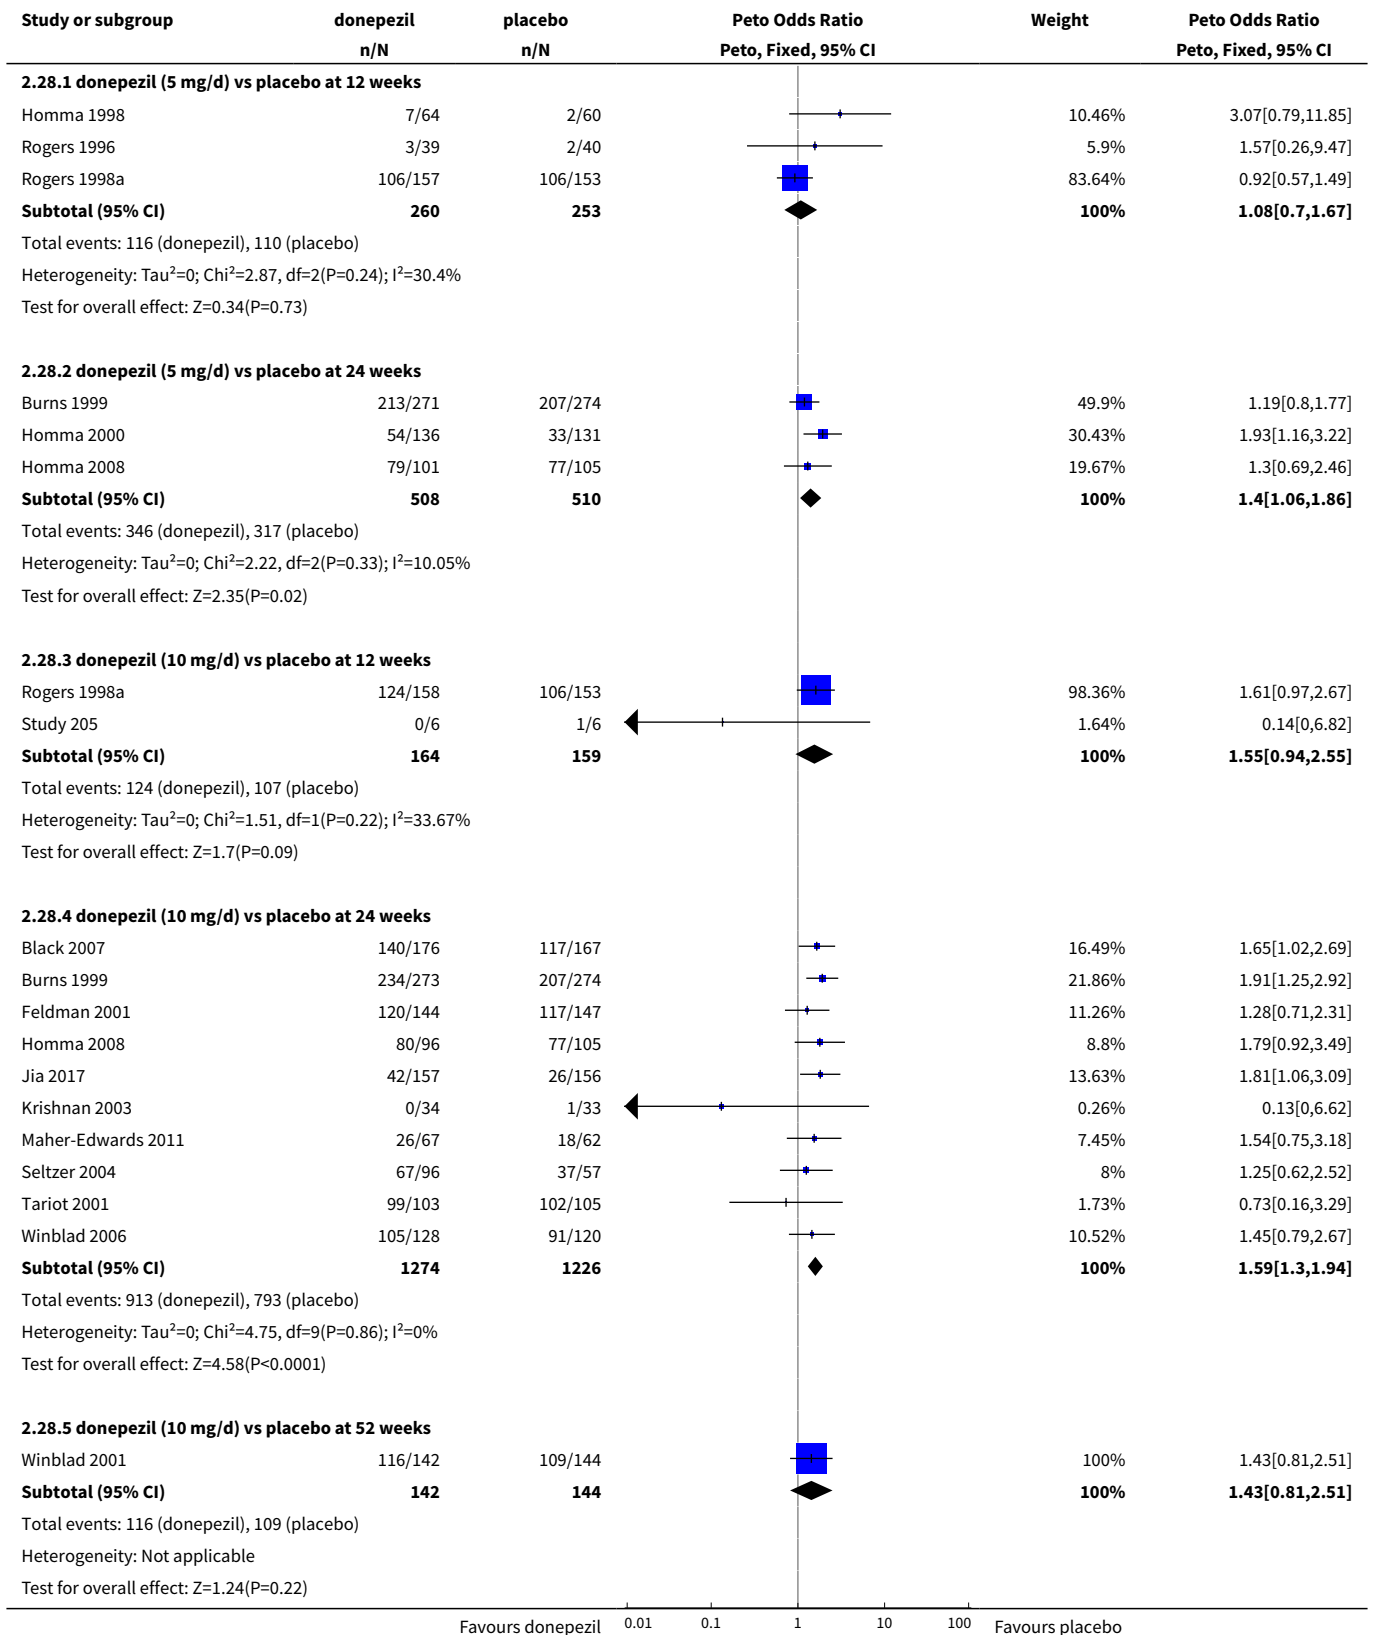 Study or subgroup donepezil placebo Peto Odds Ratio Weight Peto Odds Ratio
n/N n/N Peto, Fixed, 95% CI Peto, Fixed, 95% CI
2.28.1 donepezil (5 mg/d) vs placebo at 12 weeks
Homma 1998 7/64 2/60 10.46% 3.07[0.79,11.85]
Rogers 1996 3/39 2/40 5.9% 1.57[0.26,9.47]
Rogers 1998a 106/157 106/153 83.64% 0.92[0.57,1.49]
Subtotal (95% CI) 260 253 100% 1.08[0.7,1.67]
Total events: 116 (donepezil), 110 (placebo)
Heterogeneity: Tau²=0; Chi²=2.87, df=2(P=0.24); I²=30.4%
Test for overall effect: Z=0.34(P=0.73)
2.28.2 donepezil (5 mg/d) vs placebo at 24 weeks
Burns 1999 213/271 207/274 49.9% 1.19[0.8,1.77]
Homma 2000 54/136 33/131 30.43% 1.93[1.16,3.22]
Homma 2008 79/101 77/105 19.67% 1.3[0.69,2.46]
Subtotal (95% CI) 508 510 100% 1.4[1.06,1.86]
Total events: 346 (donepezil), 317 (placebo)
Heterogeneity: Tau²=0; Chi²=2.22, df=2(P=0.33); I²=10.05%
Test for overall effect: Z=2.35(P=0.02)
2.28.3 donepezil (10 mg/d) vs placebo at 12 weeks
Rogers 1998a 124/158 106/153 98.36% 1.61[0.97,2.67]
Study 205 0/6 1/6 1.64% 0.14[0,6.82]
Subtotal (95% CI) 164 159 100% 1.55[0.94,2.55]
Total events: 124 (donepezil), 107 (placebo)
Heterogeneity: Tau²=0; Chi²=1.51, df=1(P=0.22); I²=33.67%
Test for overall effect: Z=1.7(P=0.09)
2.28.4 donepezil (10 mg/d) vs placebo at 24 weeks
Black 2007 140/176 117/167 16.49% 1.65[1.02,2.69]
Burns 1999 234/273 207/274 21.86% 1.91[1.25,2.92]
Feldman 2001 120/144 117/147 11.26% 1.28[0.71,2.31]
Homma 2008 80/96 77/105 8.8% 1.79[0.92,3.49]
Jia 2017 42/157 26/156 13.63% 1.81[1.06,3.09]
Krishnan 2003 0/34 1/33 0.26% 0.13[0,6.62]
Maher-Edwards 2011 26/67 18/62 7.45% 1.54[0.75,3.18]
Seltzer 2004 67/96 37/57 8% 1.25[0.62,2.52]
Tariot 2001 99/103 102/105 1.73% 0.73[0.16,3.29]
Winblad 2006 105/128 91/120 10.52% 1.45[0.79,2.67]
Subtotal (95% CI) 1274 1226 100% 1.59[1.3,1.94]
Total events: 913 (donepezil), 793 (placebo)
Heterogeneity: Tau²=0; Chi²=4.75, df=9(P=0.86); I²=0%
Test for overall effect: Z=4.58(P<0.0001)
2.28.5 donepezil (10 mg/d) vs placebo at 52 weeks
Winblad 2001 116/142 109/144 100% 1.43[0.81,2.51]
Subtotal (95% CI) 142 144 100% 1.43[0.81,2.51]
Total events: 116 (donepezil), 109 (placebo)
Heterogeneity: Not applicable
Test for overall effect: Z=1.24(P=0.22)
Favours donepezil 0.01 0.1 1 10 100 Favours placebo